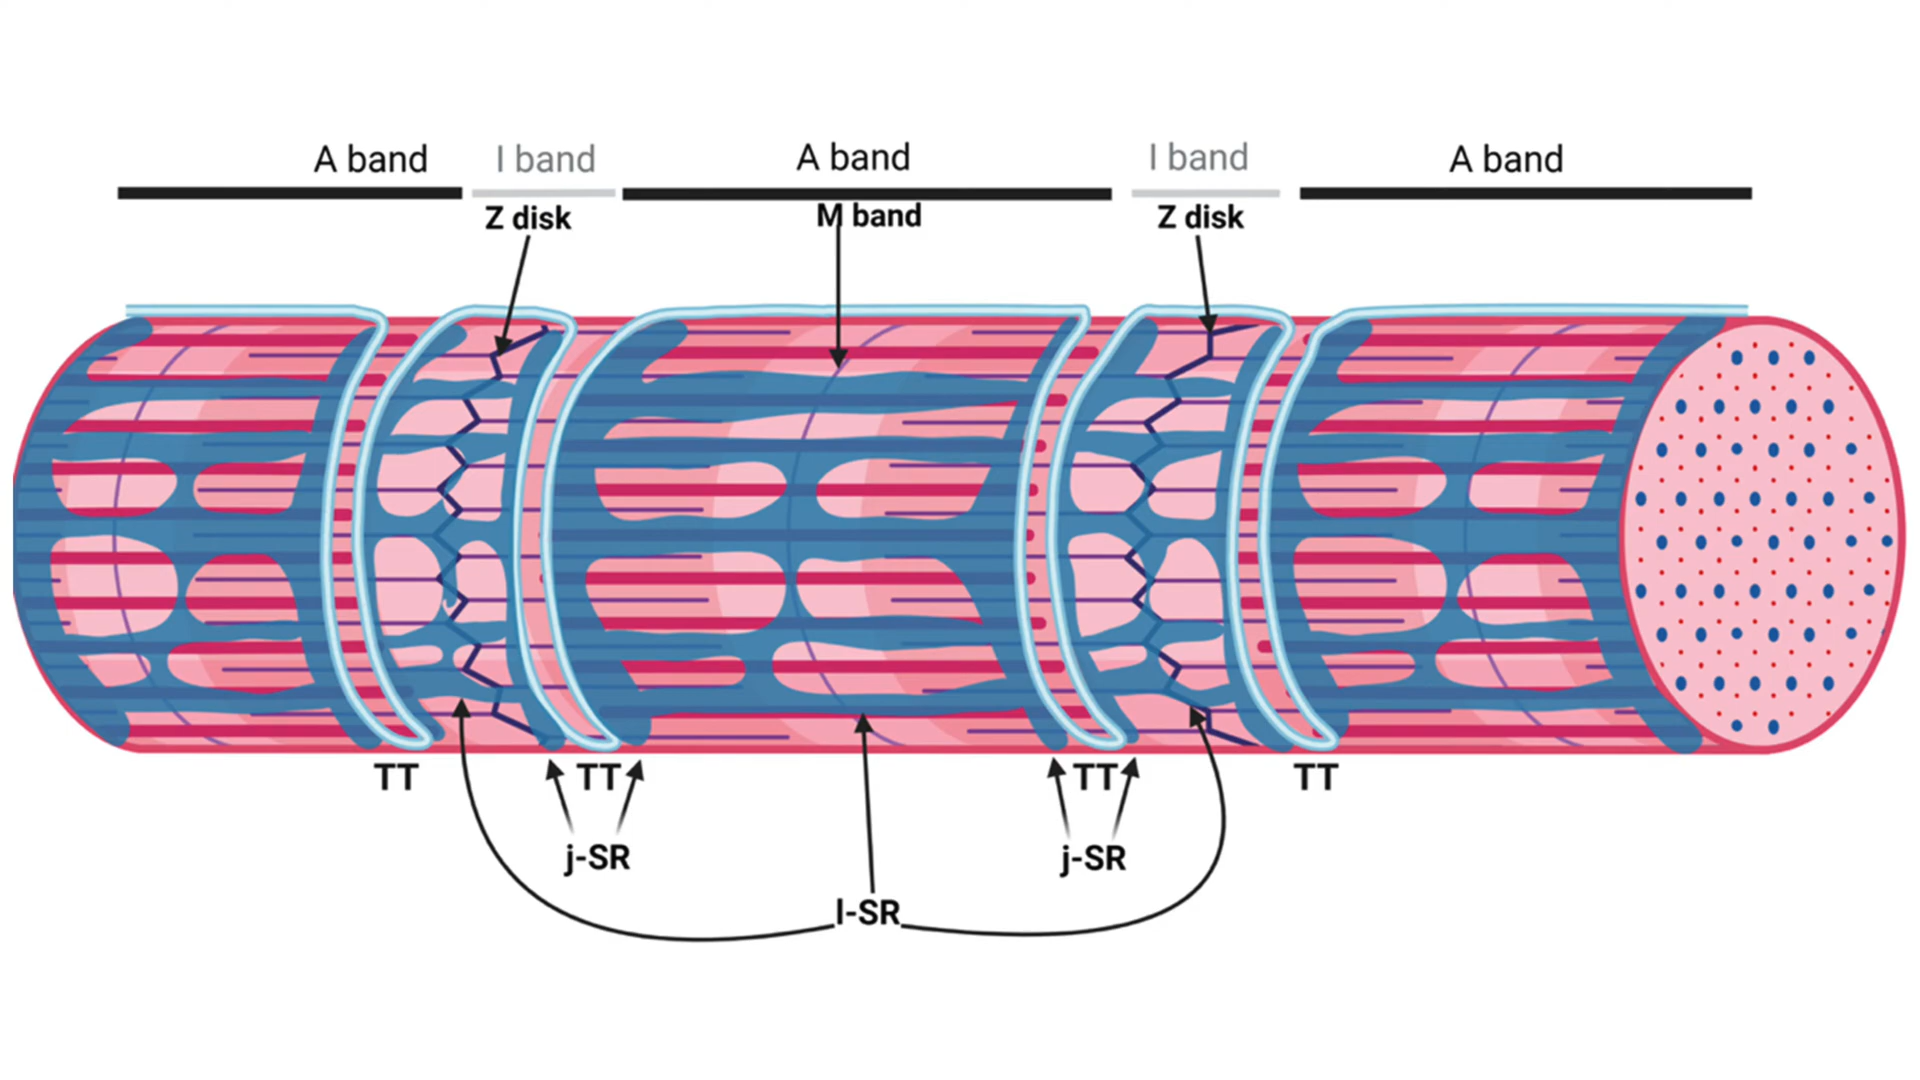 A band
I band
A band
I band
A band
Z disk
M band
Z disk
TT
TT
TT
TT
j-SR
j-SR
l-SR